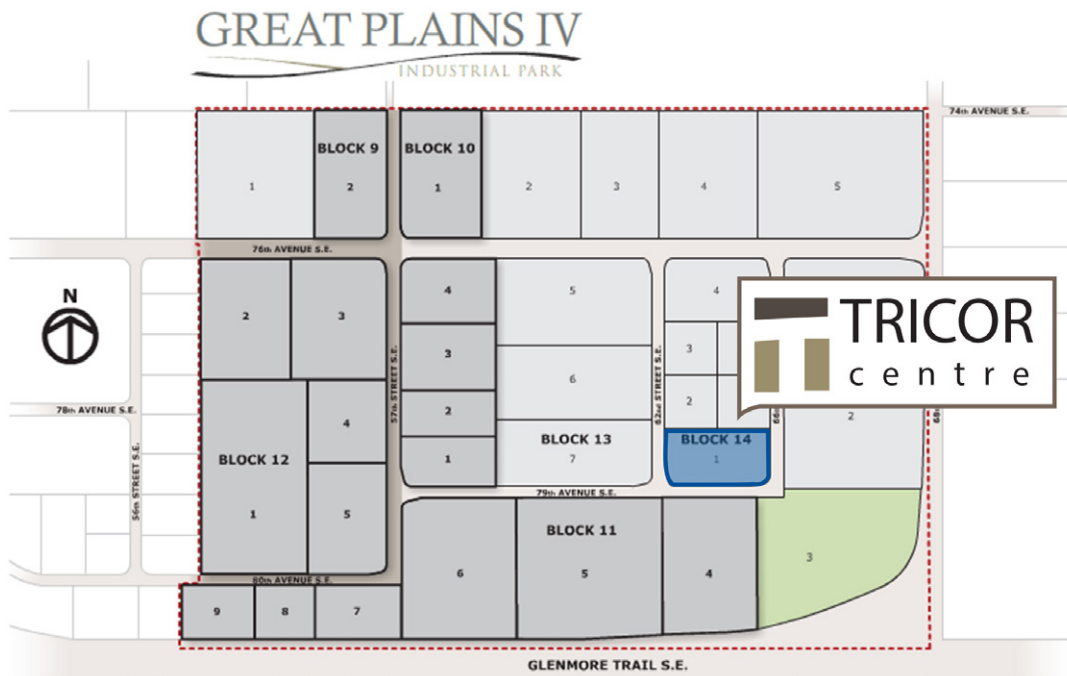 GREAT PLAINS IV
INDUSTRIAL PARK
74th AVENUE S.E.
BLOCK 9
BLOCK 10
1
2
1
2
3
4
5
76th AVENUE S.E.
N
2
3
4
5
4
TRICOR
centre
3
6
3
57th STREET S.E.
62nd STREET S.E.
78th AVENUE S.E.
4
2
2
2
BLOCK 12
1
BLOCK 13
7
BLOCK 14
1
56th STREET S.E.
79th AVENUE S.E.
1
5
BLOCK 11
6
5
4
3
80th AVENUE S.E.
9
8
7
GLENMORE TRAIL S.E.